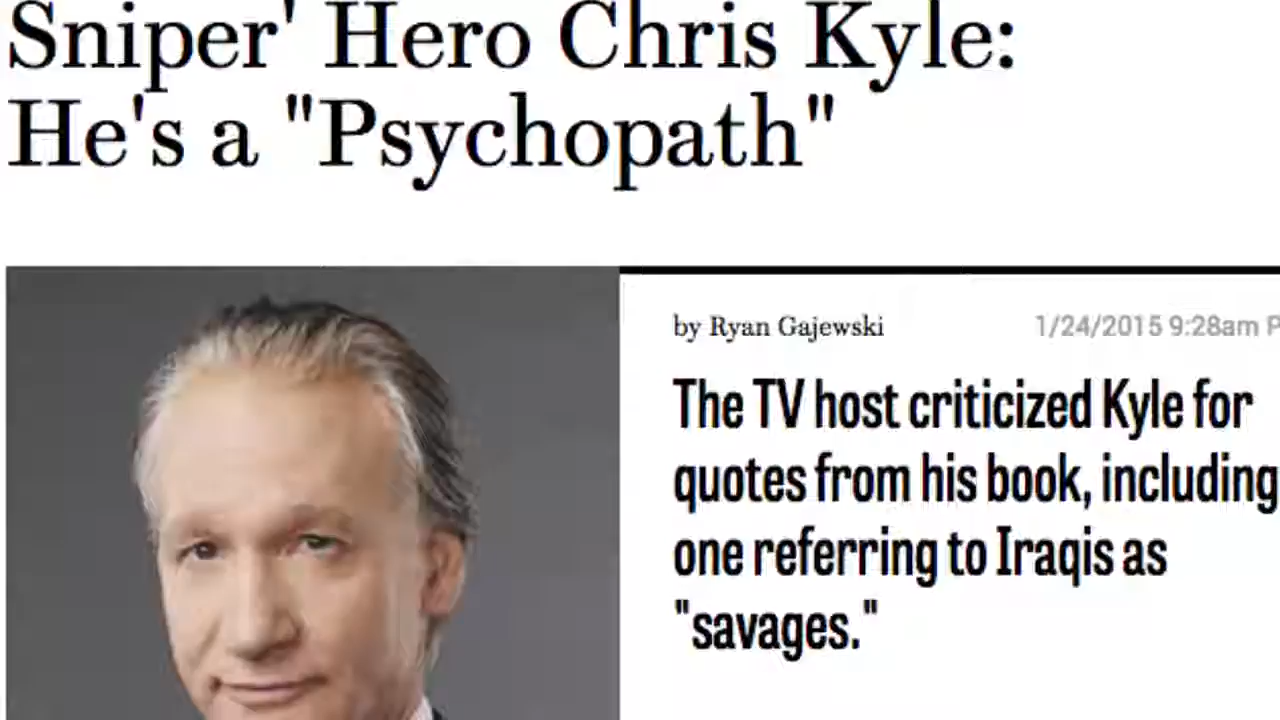 Sniper' Hero Chris Kyle:
He's a "Psychopath"
by Ryan Gajewski
1/24/2015 9:28am P
The TV host criticized Kyle for
quotes from his book, including
one referring to Iraqis as
"savages."